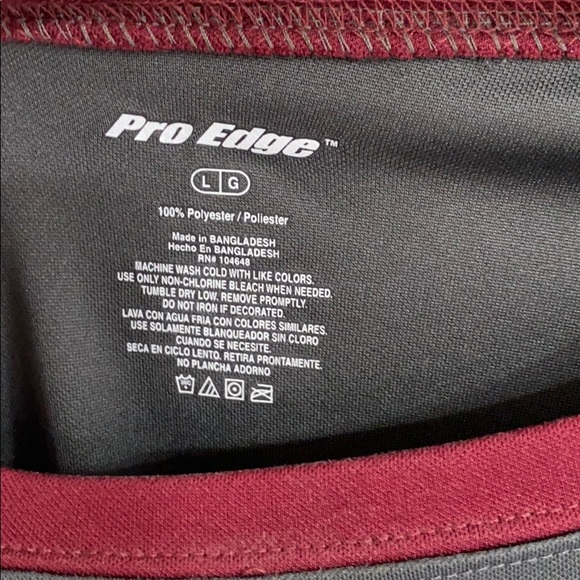 Pro Edge™
L G
100% Polyester / Poliester
Made in BANGLADESH
Hecho En BANGLADESH
RN# 104648
MACHINE WASH COLD WITH LIKE COLORS.
USE ONLY NON-CHLORINE BLEACH WHEN NEEDED.
TUMBLE DRY LOW. REMOVE PROMPTLY.
DO NOT IRON IF DECORATED.
LAVA CON AGUA FRIA CON COLORES SIMILARES.
USE SOLAMENTE BLANQUEADOR SIN CLORO
CUANDO SE NECESITE.
SECA EN CICLO LENTO. RETIRA PRONTAMENTE.
NO PLANCHA ADORNO